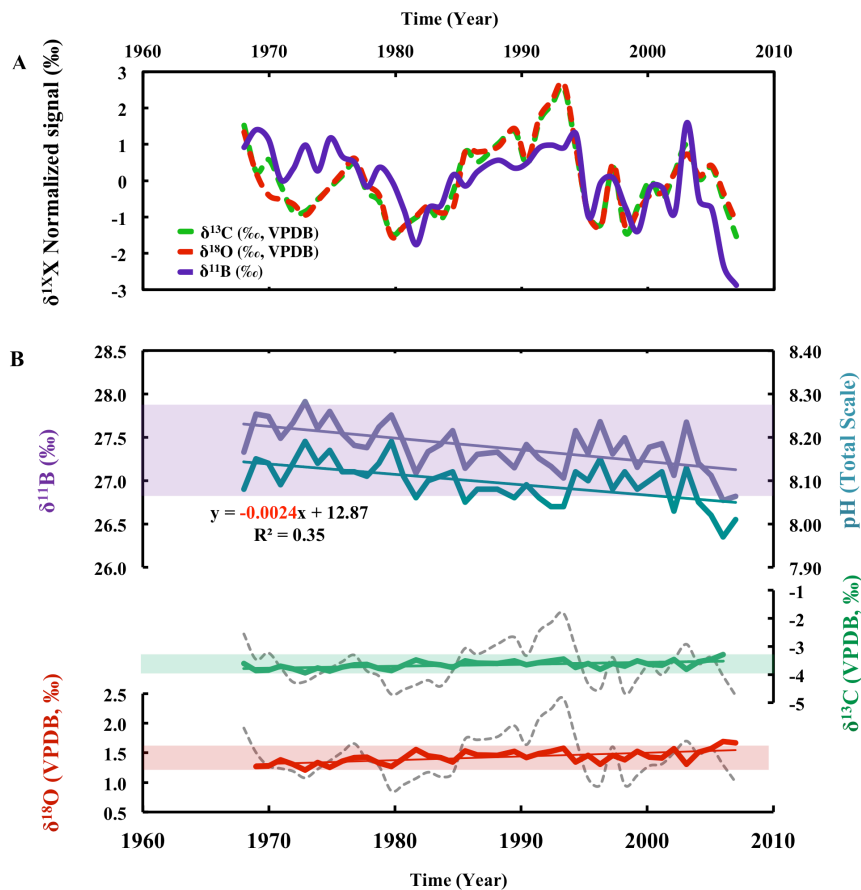 Time (Year)
1960 1970 1980 1990 2000 2010
A
δ¹ˣX Normalized signal (‰)
3
2
1
0
-1
-2
-3
δ¹³C (‰, VPDB)
δ¹⁸O (‰, VPDB)
δ¹¹B (‰)
B
δ¹¹B (‰)
28.5
28.0
27.5
27.0
26.5
26.0
8.40
8.30
8.20
8.10
8.00
7.90
pH (Total Scale)
y = -0.0024x + 12.87
R² = 0.35
-1
-2
-3
-4
-5
δ¹³C (VPDB, ‰)
δ¹⁸O (VPDB, ‰)
2.5
2.0
1.5
1.0
0.5
1960 1970 1980 1990 2000 2010
Time (Year)